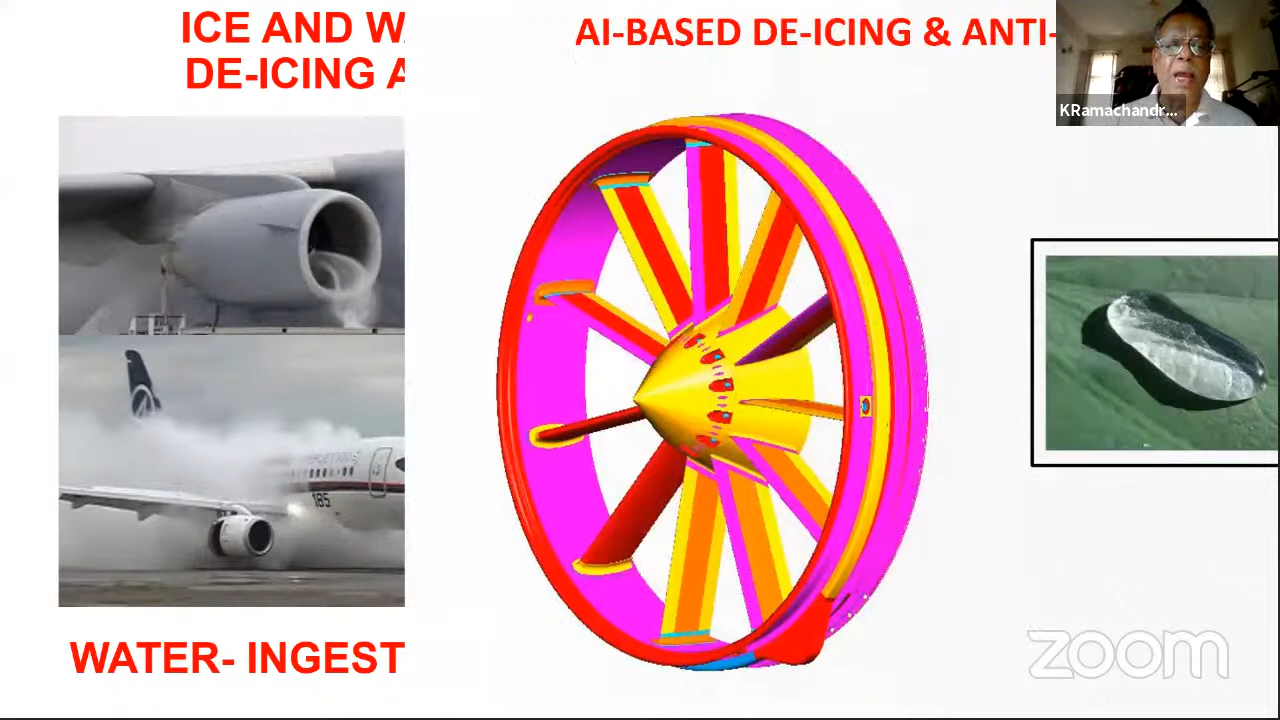 ICE AND W
DE-ICING A
AI-BASED DE-ICING & ANTI-
KRamachandr...
185
WATER- INGEST
zoom